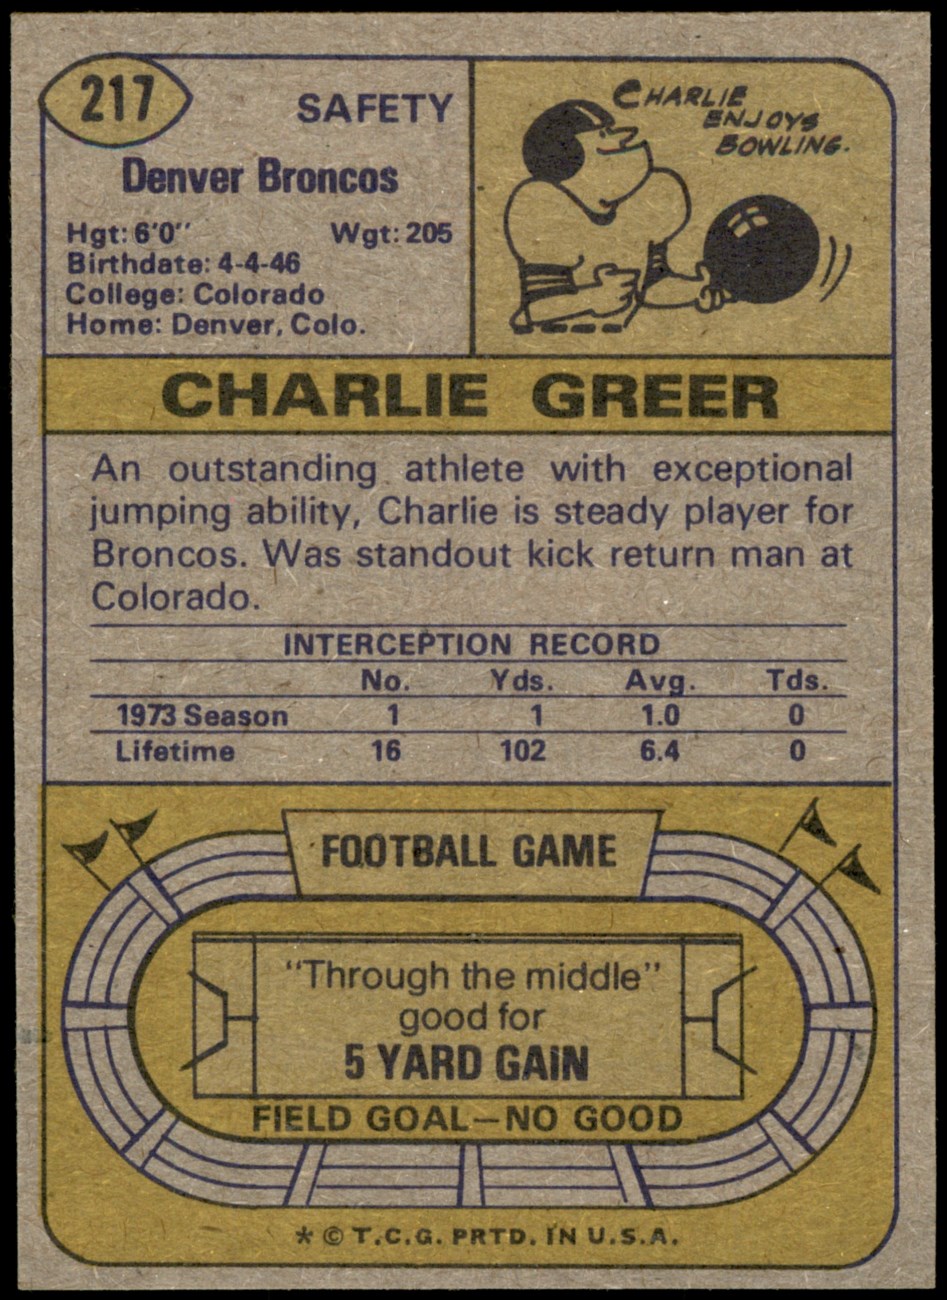 217
SAFETY
Denver Broncos
Hgt: 6'0" Wgt: 205
Birthdate: 4-4-46
College: Colorado
Home: Denver, Colo.
CHARLIE
ENJOYS
BOWLING.
CHARLIE GREER
An outstanding athlete with exceptional
jumping ability, Charlie is steady player for
Broncos. Was standout kick return man at
Colorado.
INTERCEPTION RECORD
No. Yds. Avg. Tds.
1973 Season 1 1 1.0 0
Lifetime 16 102 6.4 0
FOOTBALL GAME
"Through the middle"
good for
5 YARD GAIN
FIELD GOAL—NO GOOD
* © T.C.G. PRTD. IN U.S.A.